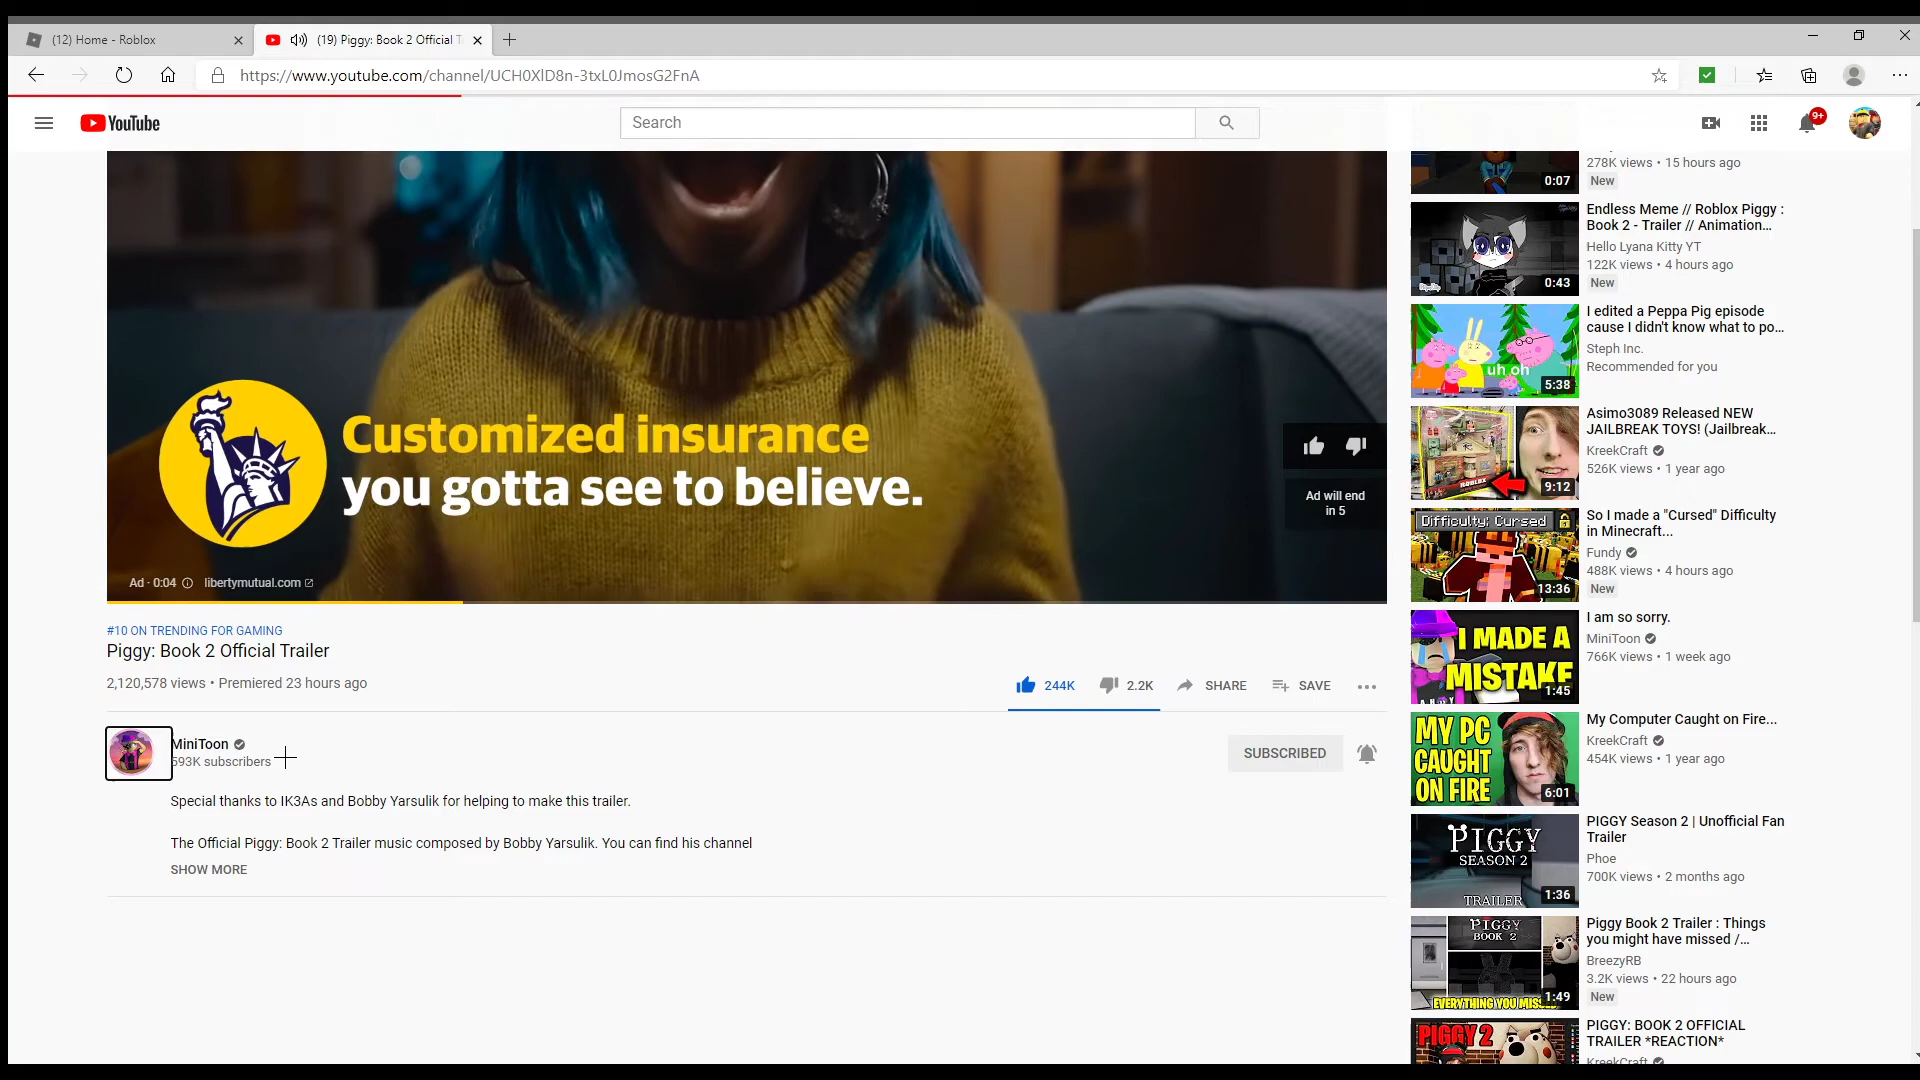 (12) Home - Roblox
(19) Piggy: Book 2 Official T
https://www.youtube.com/channel/UCH0XlD8n-3txL0JmosG2FnA
YouTube
Search
9+
Customized insurance
you gotta see to believe.
Ad will end
in 5
Ad · 0:04
libertymutual.com
#10 ON TRENDING FOR GAMING
Piggy: Book 2 Official Trailer
2,120,578 views • Premiered 23 hours ago
244K
2.2K
SHARE
SAVE
MiniToon
593K subscribers
SUBSCRIBED
Special thanks to IK3As and Bobby Yarsulik for helping to make this trailer.
The Official Piggy: Book 2 Trailer music composed by Bobby Yarsulik. You can find his channel
SHOW MORE
0:07
278K views • 15 hours ago
New
0:43
Endless Meme // Roblox Piggy :
Book 2 - Trailer // Animation...
Hello Lyana Kitty YT
122K views • 4 hours ago
New
uh oh
5:38
I edited a Peppa Pig episode
cause I didn't know what to po...
Steph Inc.
Recommended for you
ROBLOX
9:12
Asimo3089 Released NEW
JAILBREAK TOYS! (Jailbreak...
KreekCraft
526K views • 1 year ago
Difficulty: Cursed
13:36
So I made a "Cursed" Difficulty
in Minecraft...
Fundy
488K views • 4 hours ago
New
I MADE A
MISTAKE
1:45
I am so sorry.
MiniToon
766K views • 1 week ago
MY PC
CAUGHT
ON FIRE
6:01
My Computer Caught on Fire...
KreekCraft
454K views • 1 year ago
PIGGY
SEASON 2
TRAILER
1:36
PIGGY Season 2 | Unofficial Fan
Trailer
Phoe
700K views • 2 months ago
PIGGY
BOOK 2
EVERYTHING YOU MISS
1:49
Piggy Book 2 Trailer : Things
you might have missed /...
BreezyRB
3.2K views • 22 hours ago
New
PIGGY 2
PIGGY: BOOK 2 OFFICIAL
TRAILER *REACTION*
KreekCraft